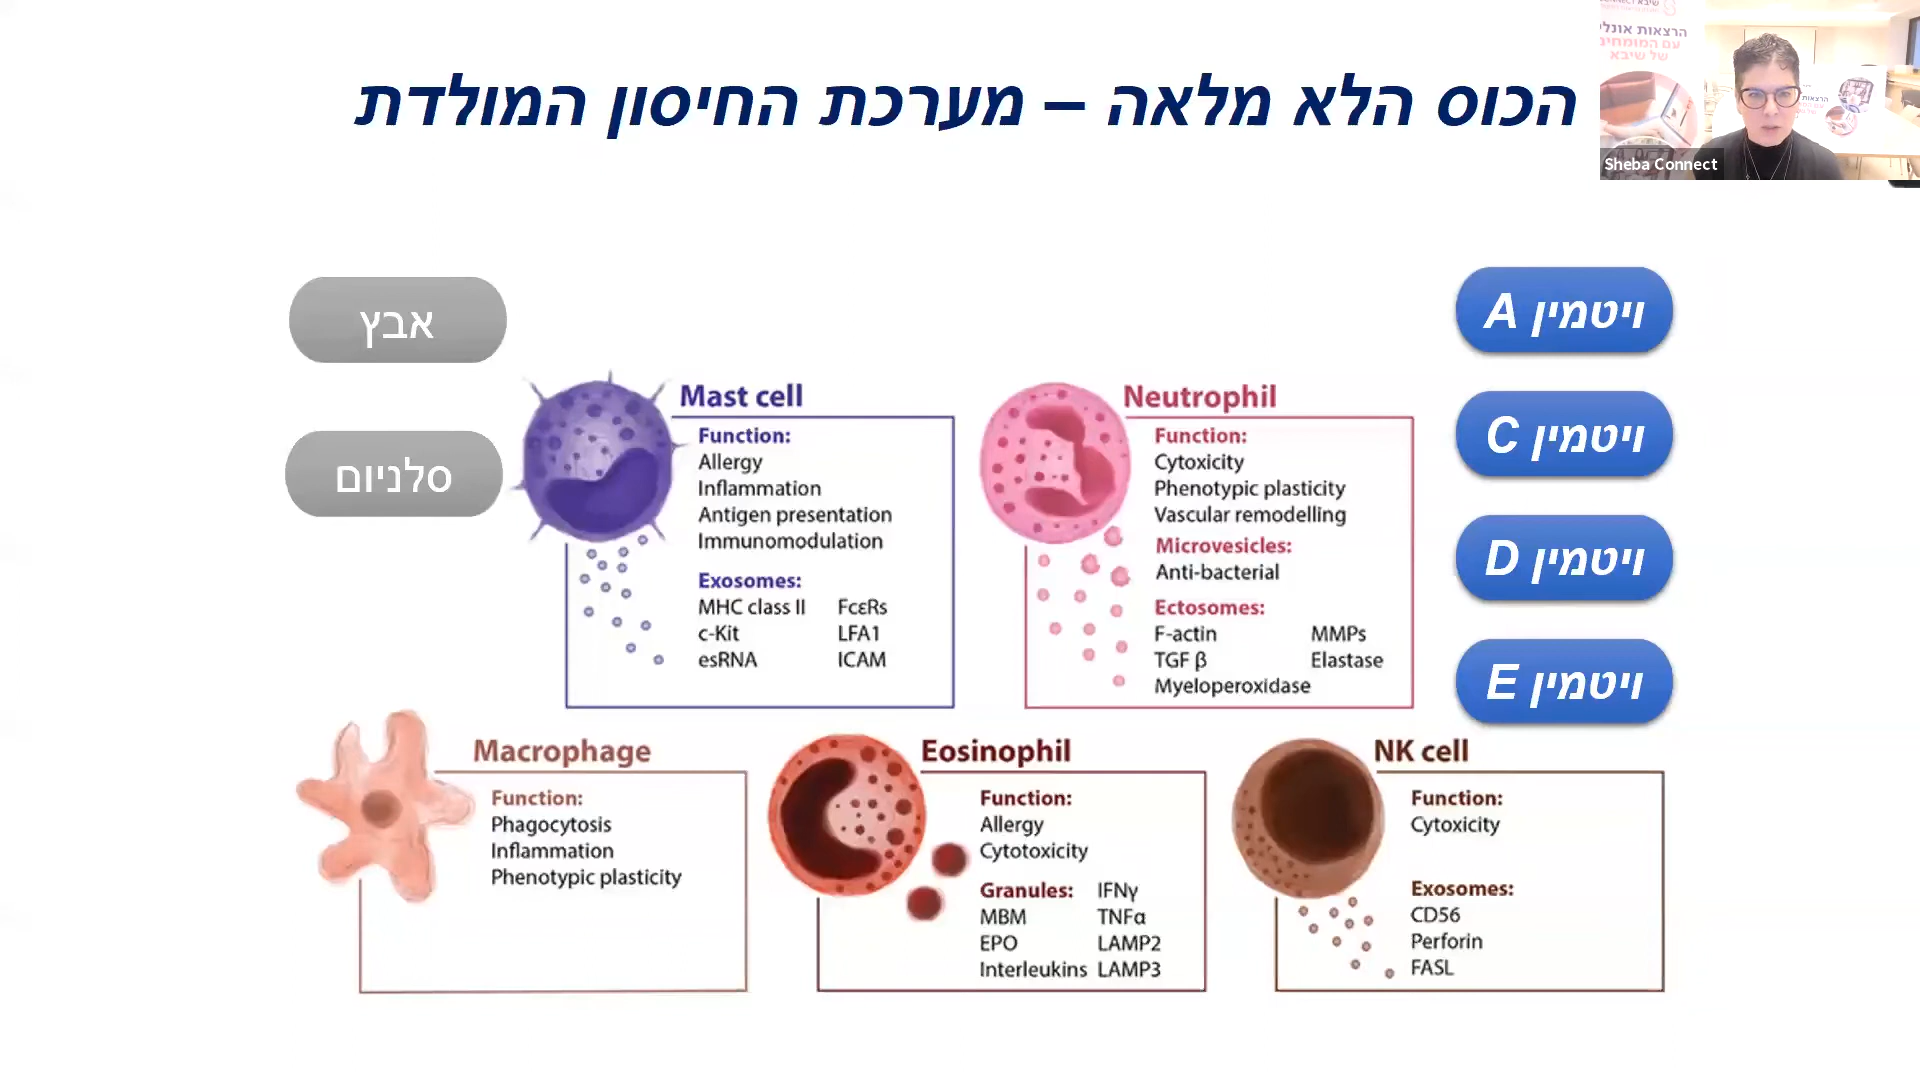 הכוס הלא מלאה – מערכת החיסון המולדת
הרצאות אונלי
עם המומחים
של שיבא
Sheba Connect
ויטמין A
ויטמין C
ויטמין D
ויטמין E
אבץ
סלניום
Mast cell
Function:
Allergy
Inflammation
Antigen presentation
Immunomodulation
Exosomes:
MHC class II FcεRs
c-Kit LFA1
esRNA ICAM
Neutrophil
Function:
Cytoxicity
Phenotypic plasticity
Vascular remodelling
Microvesicles:
Anti-bacterial
Ectosomes:
F-actin MMPs
TGF β Elastase
Myeloperoxidase
Macrophage
Function:
Phagocytosis
Inflammation
Phenotypic plasticity
Eosinophil
Function:
Allergy
Cytotoxicity
Granules: IFNγ
MBM TNFα
EPO LAMP2
Interleukins LAMP3
NK cell
Function:
Cytoxicity
Exosomes:
CD56
Perforin
FASL